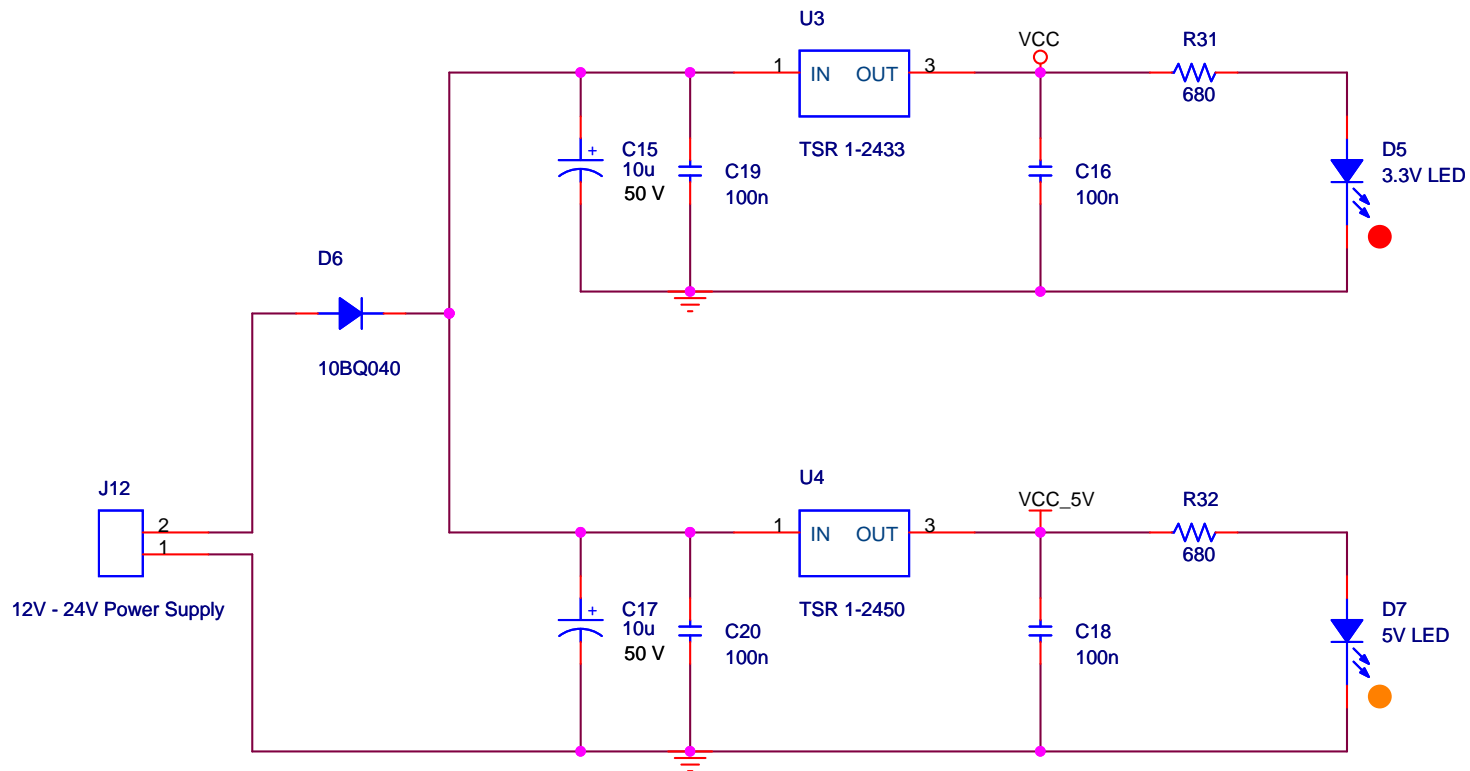 U3
1
IN
OUT
3
TSR 1-2433
VCC
R31
680
C15
10u
50 V
+
C19
100n
C16
100n
D5
3.3V LED
D6
10BQ040
J12
2
1
12V - 24V Power Supply
U4
1
IN
OUT
3
TSR 1-2450
VCC_5V
R32
680
+
C17
10u
50 V
C20
100n
C18
100n
D7
5V LED